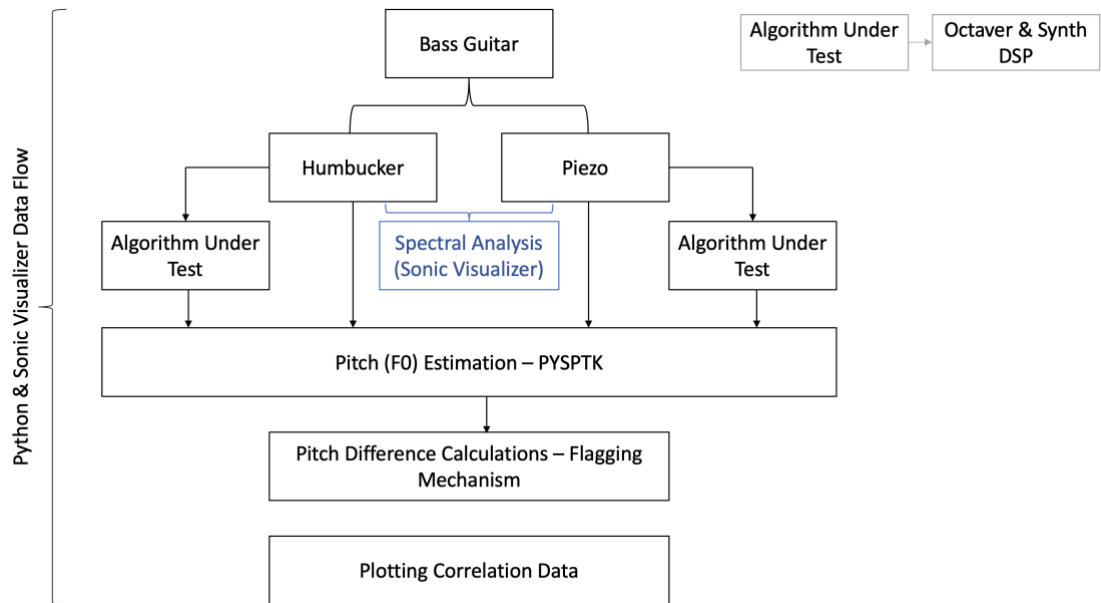 Bass Guitar
Algorithm Under
Test
Octaver & Synth
DSP
Python & Sonic Visualizer Data Flow
Humbucker
Piezo
Algorithm Under
Test
Spectral Analysis
(Sonic Visualizer)
Algorithm Under
Test
Pitch (F0) Estimation – PYSPTK
Pitch Difference Calculations – Flagging
Mechanism
Plotting Correlation Data